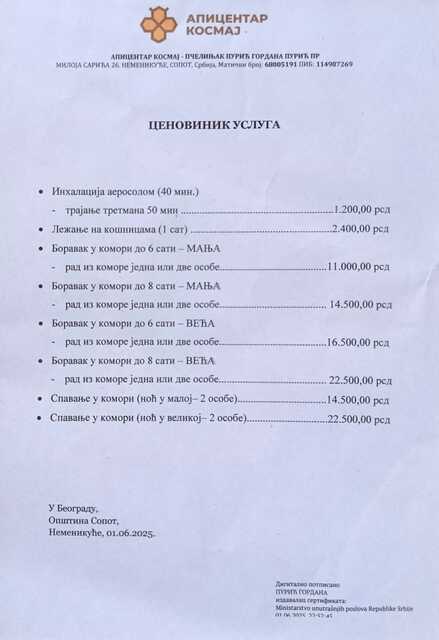 АПИЦЕНТАР
КОСМАЈ
АПИЦЕНТАР КОСМАЈ - ПЧЕЛИЊАК ПУРИЋ ГОРДАНА ПУРИЋ ПР
МИЛОЈА САРИЋА 26, НЕМЕНИКУЋЕ, СОПОТ, Србија, Матични број: 68005191 ПИБ: 114987269
ЦЕНОВИНИК УСЛУГА
• Инхалација аеросолом (40 мин.)
- трајање третмана 50 мин ........................................1.200,00 рсд
• Лежање на кошницама (1 сат) ........................................2.400,00 рсд
• Боравак у комори до 6 сати – МАЊА
- рад из коморе једна или две особе........................................11.000,00 рсд
• Боравак у комори до 8 сати – МАЊА
- рад из коморе једна или две особе........................................ 14.500,00 рсд
• Боравак у комори до 6 сати – ВЕЋА
- рад из коморе једна или две особе........................................16.500,00 рсд
• Боравак у комори до 8 сати – ВЕЋА
- рад из коморе једна или две особе........................................ 22.500,00 рсд
• Спавање у комори (ноћ у малој– 2 особе)..............................14.500,00 рсд
• Спавање у комори (ноћ у великој– 2 особе)............................22.500,00 рсд
У Београду,
Општина Сопот,
Неменикуће, 01.06.2025.
Дигитално потписано
ПУРИЋ ГОРДАНА
издавалац сертификата:
Ministarstvo unutrašnjih poslova Republike Srbije
01.06.2025. 22:52:45